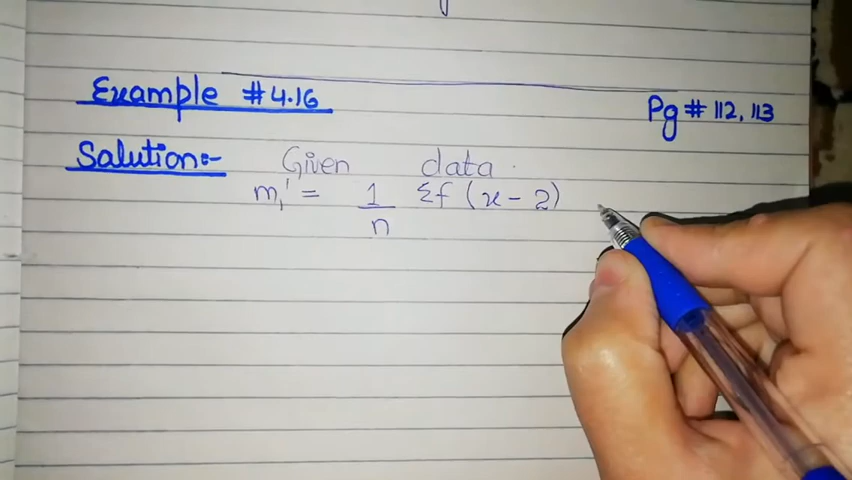 Example #4.16
Pg # 112, 113
Solution:- Given data.
m₁' = 1/n Σf (x - 2)